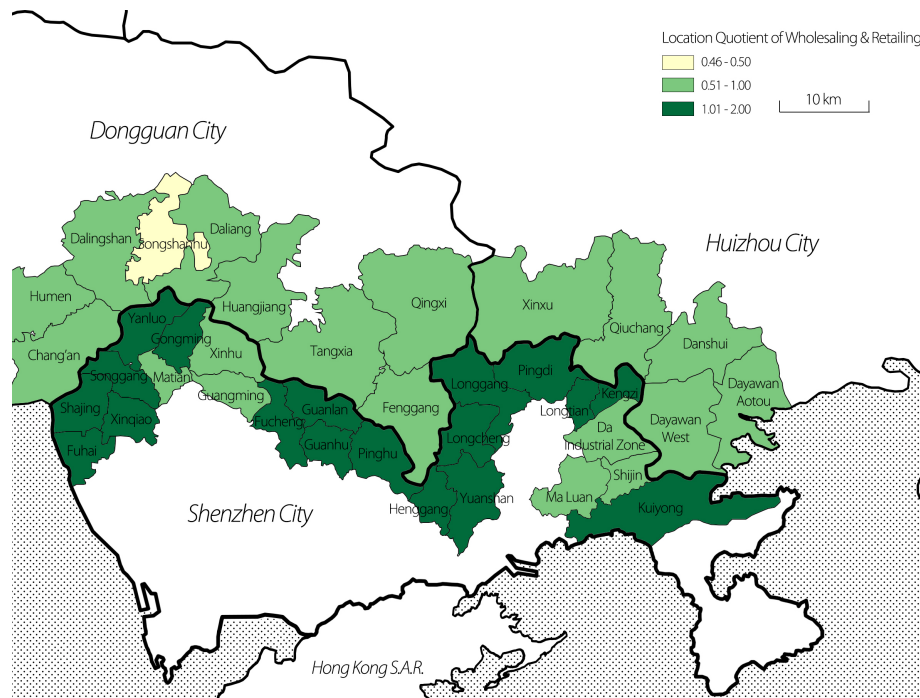 Location Quotient of Wholesaling & Retailing
0.46 - 0.50
0.51 - 1.00
1.01 - 2.00
10 km
Dongguan City
Huizhou City
Dalingshan
Songshanhu
Daliang
Humen
Huangjiang
Qingxi
Xinxu
Yanluo
Gongming
Xinhu
Qiuchang
Chang'an
Tangxia
Danshui
Songgang
Matian
Guangming
Longgang
Pingdi
Kengzi
Dayawan
Aotou
Shajing
Xinqiao
Fucheng
Guanlan
Fenggang
Longtian
Da
Industrial Zone
Dayawan
West
Fuhai
Guanhu
Pinghu
Longcheng
Shijin
Ma Luan
Yuanshan
Henggang
Kuiyong
Shenzhen City
Hong Kong S.A.R.